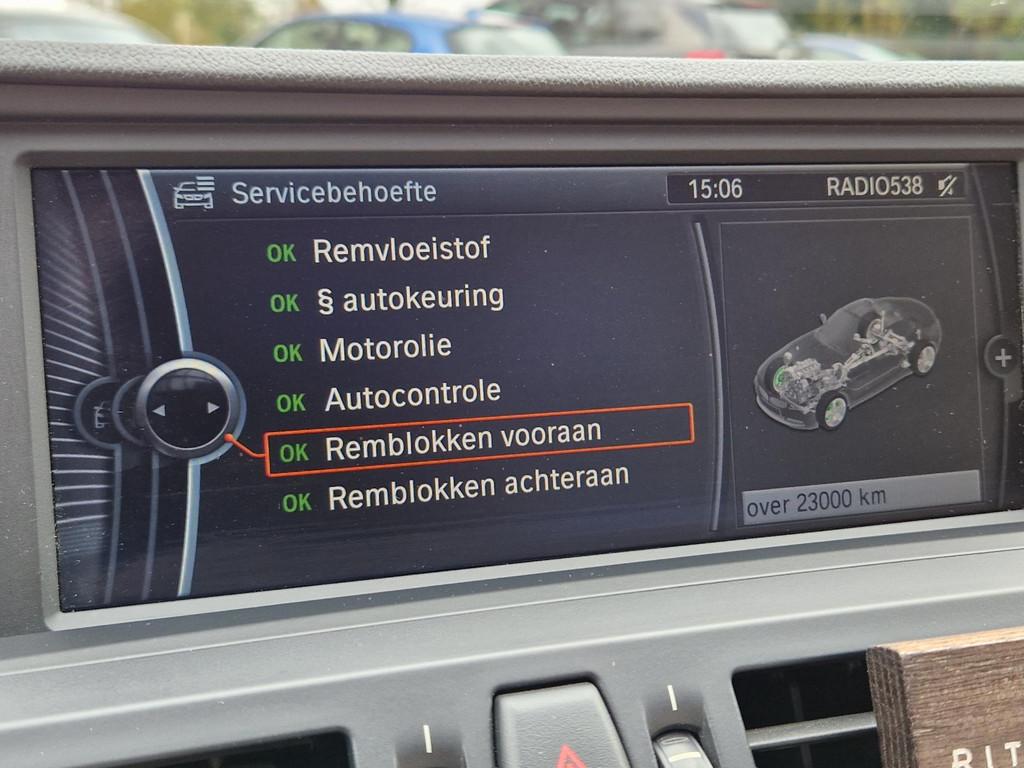 Servicebehoefte
15:06
RADIO538
OK Remvloeistof
OK § autokeuring
OK Motorolie
OK Autocontrole
OK Remblokken vooraan
OK Remblokken achteraan
over 23000 km